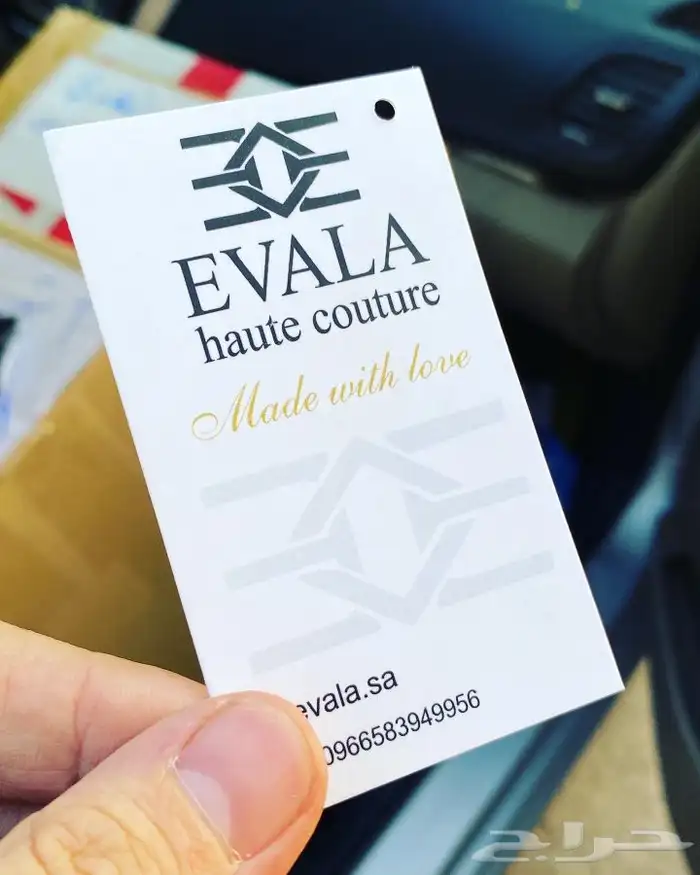 EVALA
haute couture
Made with love
evala.sa
0966583949956
حراج